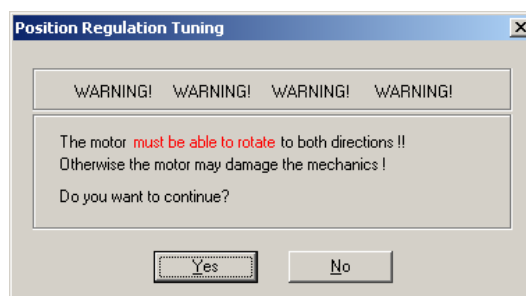 Position Regulation Tuning
WARNING! WARNING! WARNING! WARNING!
The motor must be able to rotate to both directions !!
Otherwise the motor may damage the mechanics !
Do you want to continue?
Yes No